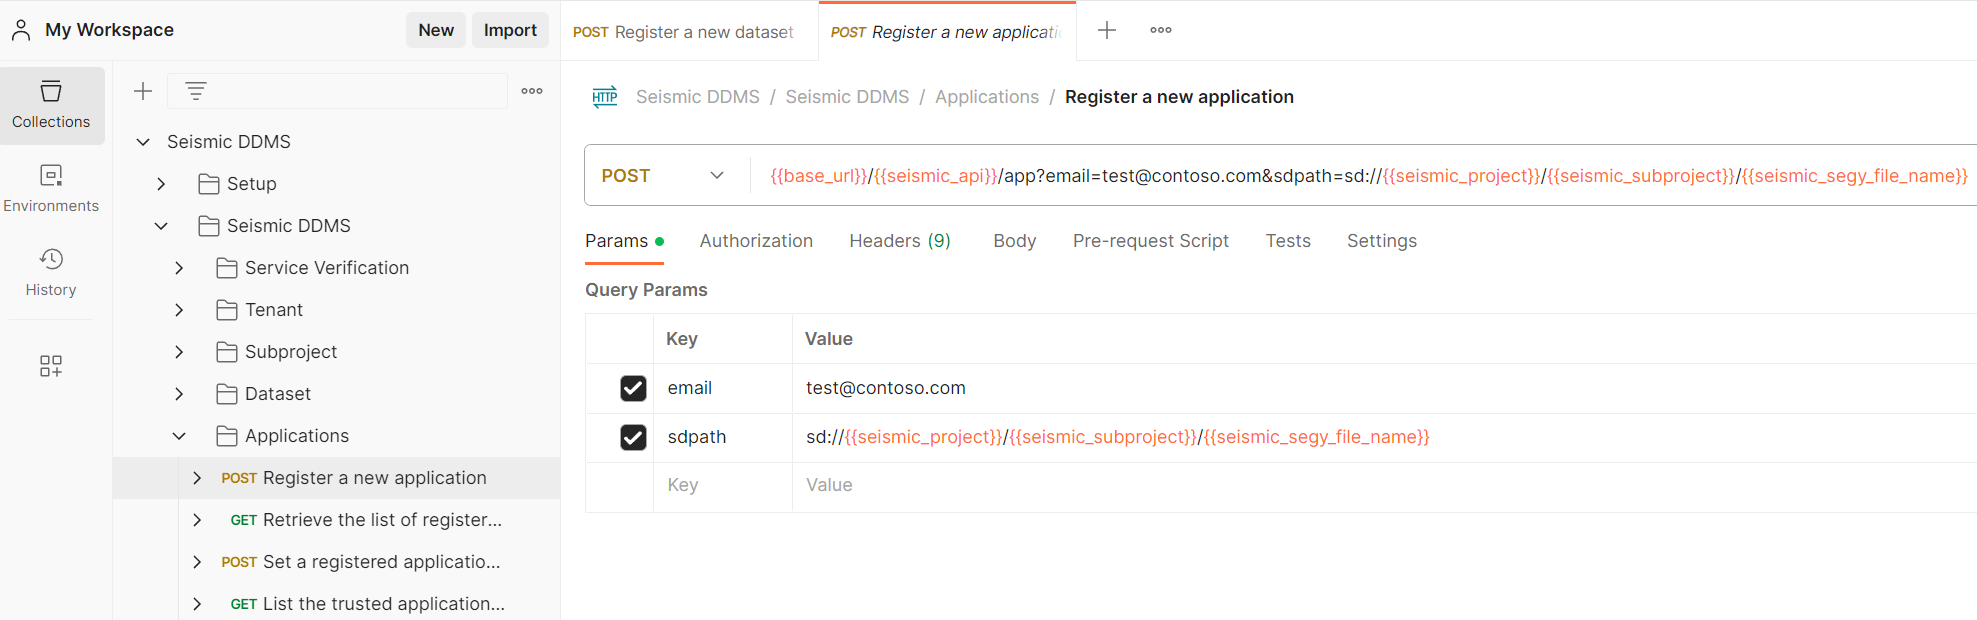 My Workspace
New
Import
POST Register a new dataset
POST Register a new applicati
Collections
Environments
History
Seismic DDMS
Setup
Seismic DDMS
Service Verification
Tenant
Subproject
Dataset
Applications
POST Register a new application
GET Retrieve the list of register...
POST Set a registered applicatio...
GET List the trusted application...
HTTP Seismic DDMS / Seismic DDMS / Applications / Register a new application
POST {{base_url}}/{{seismic_api}}/app?email=test@contoso.com&sdpath=sd://{{seismic_project}}/{{seismic_subproject}}/{{seismic_segy_file_name}}
Params Authorization Headers (9) Body Pre-request Script Tests Settings
Query Params
Key Value
email test@contoso.com
sdpath sd://{{seismic_project}}/{{seismic_subproject}}/{{seismic_segy_file_name}}
Key Value